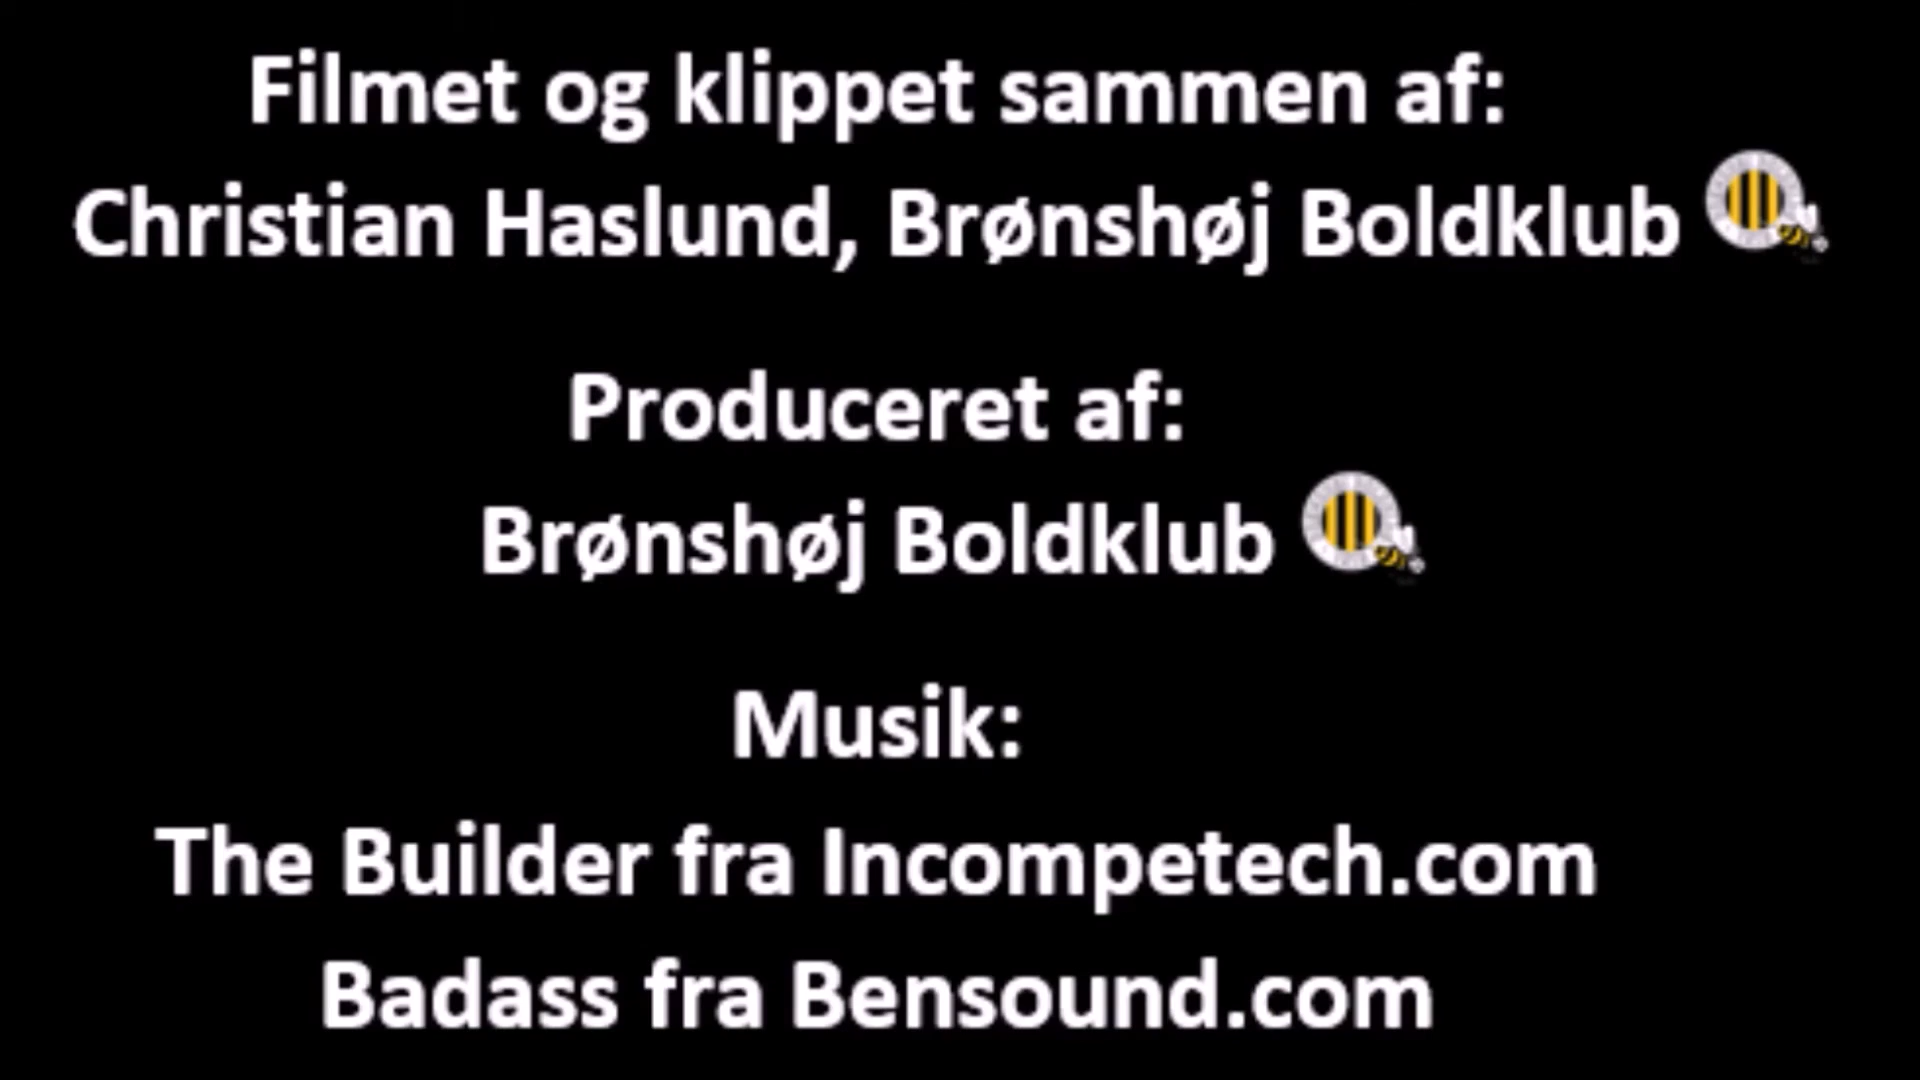 Filmet og klippet sammen af:
Christian Haslund, Brønshøj Boldklub
Produceret af:
Brønshøj Boldklub
Musik:
The Builder fra Incompetech.com
Badass fra Bensound.com